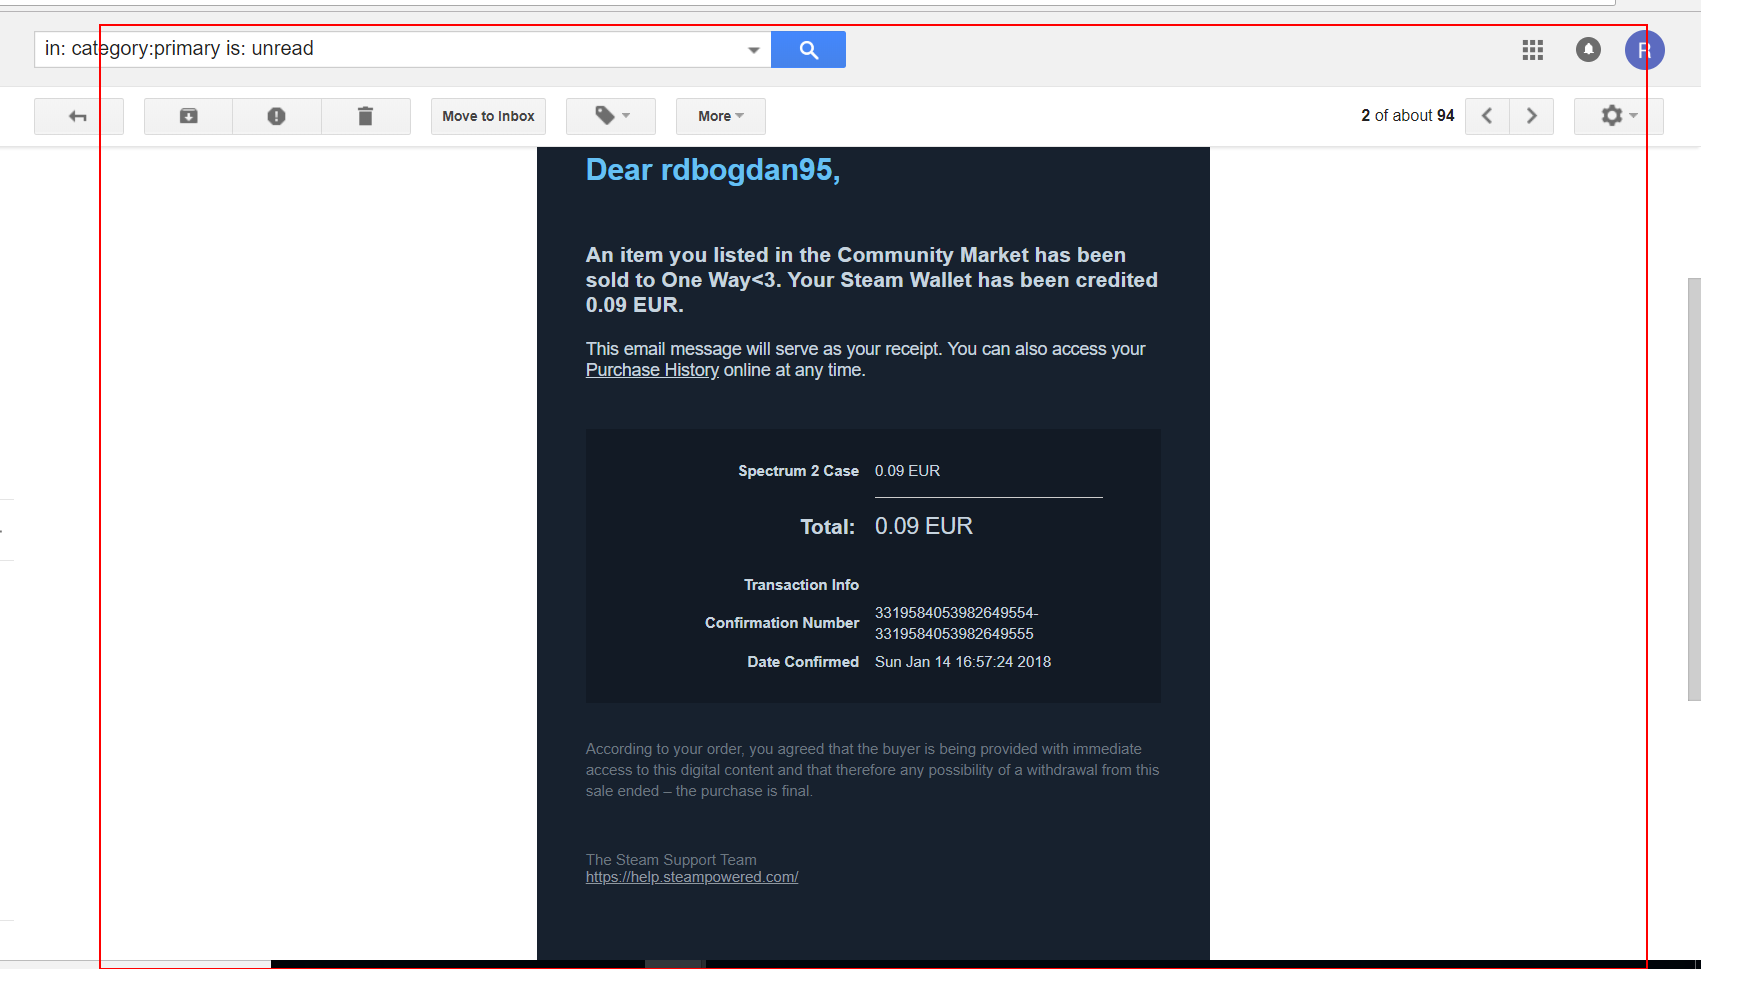 in: category:primary is: unread
R
Move to Inbox
More
2 of about 94
Dear rdbogdan95,
An item you listed in the Community Market has been
sold to One Way<3. Your Steam Wallet has been credited
0.09 EUR.
This email message will serve as your receipt. You can also access your
Purchase History online at any time.
Spectrum 2 Case 0.09 EUR
Total: 0.09 EUR
Transaction Info
Confirmation Number 3319584053982649554-
3319584053982649555
Date Confirmed Sun Jan 14 16:57:24 2018
According to your order, you agreed that the buyer is being provided with immediate
access to this digital content and that therefore any possibility of a withdrawal from this
sale ended – the purchase is final.
The Steam Support Team
https://help.steampowered.com/